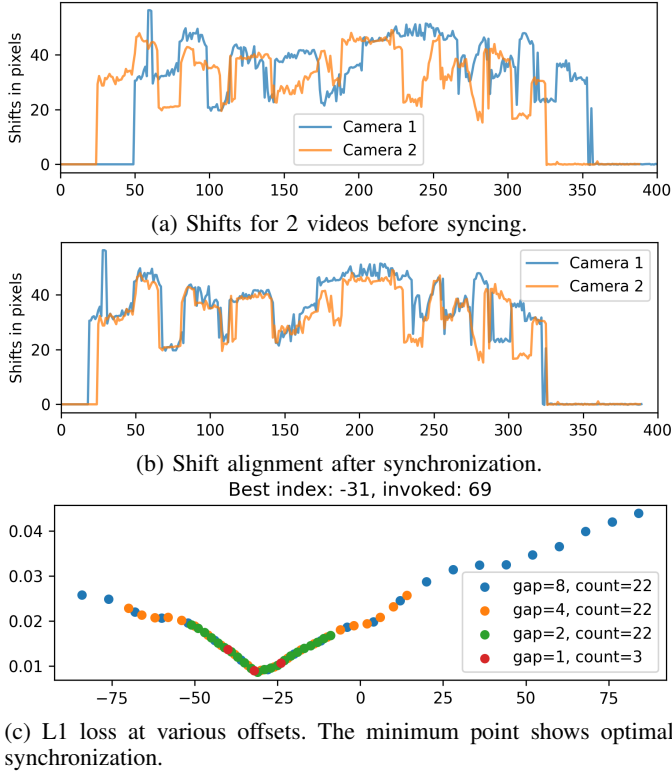 40
20
0
Shifts in pixels
Camera 1
Camera 2
0 50 100 150 200 250 300 350 400
(a) Shifts for 2 videos before syncing.
40
20
0
Shifts in pixels
Camera 1
Camera 2
0 50 100 150 200 250 300 350 400
(b) Shift alignment after synchronization.
Best index: -31, invoked: 69
0.04
0.03
0.02
0.01
gap=8, count=22
gap=4, count=22
gap=2, count=22
gap=1, count=3
−75 −50 −25 0 25 50 75
(c) L1 loss at various offsets. The minimum point shows optimal
synchronization.